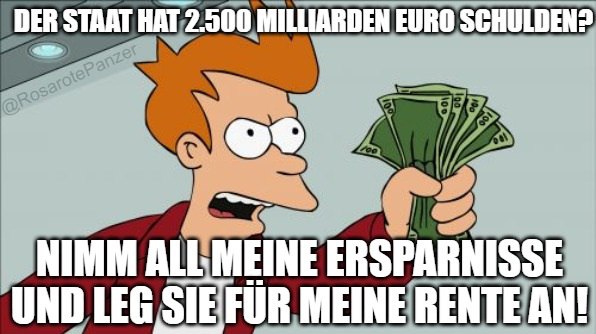 DER STAAT HAT 2.500 MILLIARDEN EURO SCHULDEN?
@RosarotePanzer
NIMM ALL MEINE ERSPARNISSE
UND LEG SIE FÜR MEINE RENTE AN!